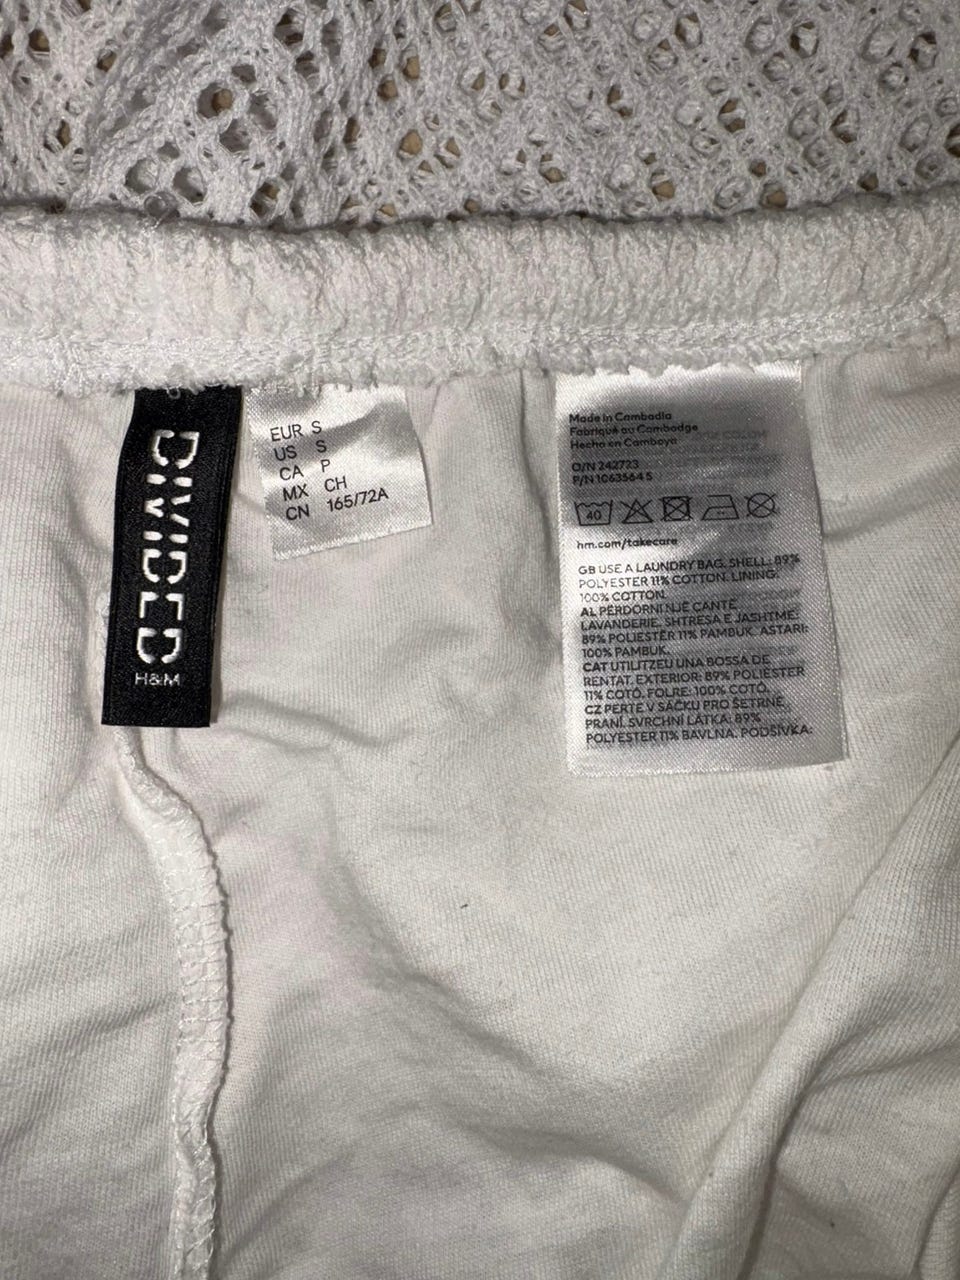 DIVIDED
H&M
EUR S
US S
CA P
MX CH
CN 165/72A
Made in Cambodia
Fabriqué au Cambodge
Hecho en Camboya
O/N 242723
P/N 1063564 5
40
hm.com/takecare
GB USE A LAUNDRY BAG. SHELL: 89%
POLYESTER 11% COTTON. LINING:
100% COTTON.
AL PËRDORNI NJË ÇANTË
LAVANDERIE. SHTRESA E JASHTME:
89% POLIESTËR 11% PAMBUK. ASTARI:
100% PAMBUK.
CAT UTILITZEU UNA BOSSA DE
RENTAT. EXTERIOR: 89% POLIÈSTER
11% COTÓ. FOLRE: 100% COTÓ.
CZ PERTE V SÁČKU PRO ŠETRNÉ
PRANÍ. SVRCHNÍ LÁTKA: 89%
POLYESTER 11% BAVLNA. PODŠÍVKA: